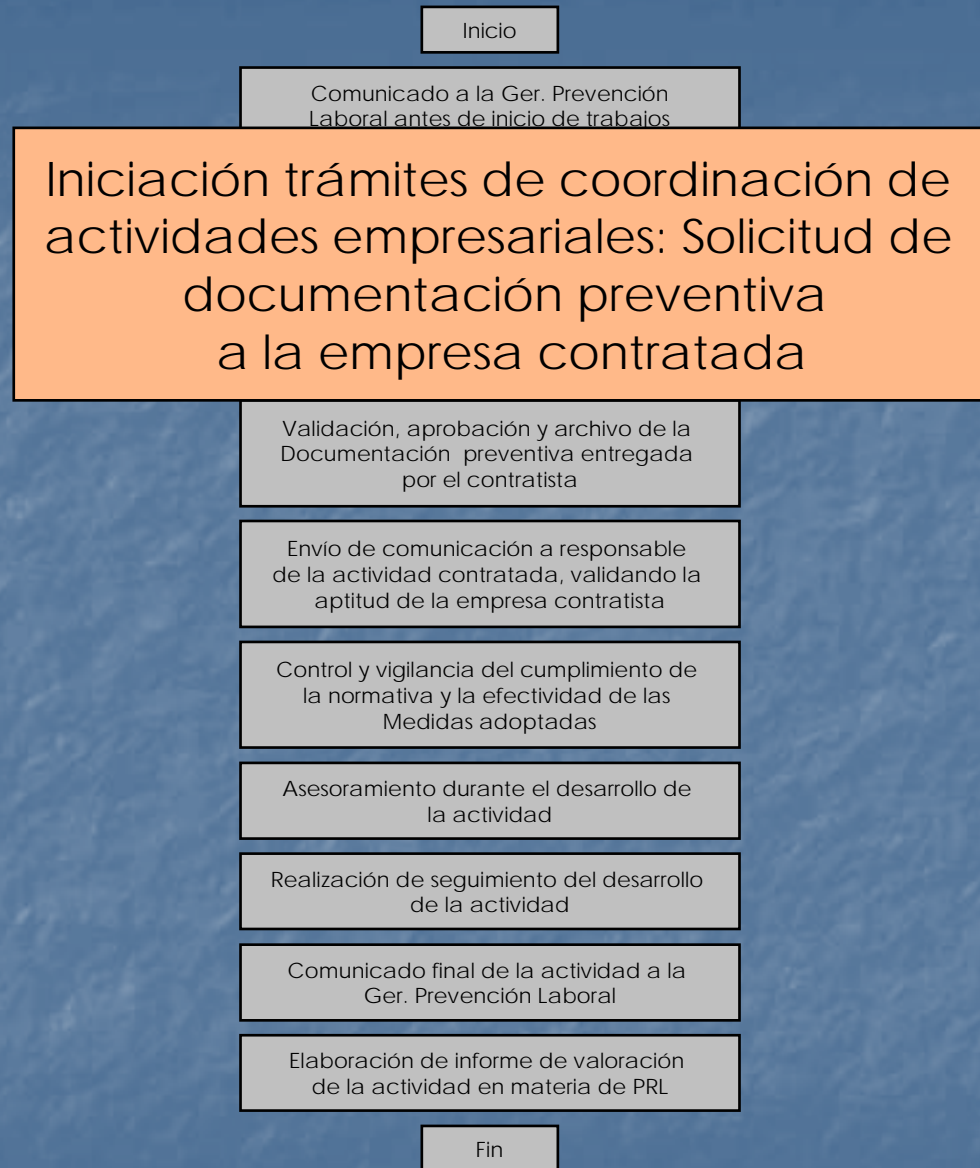 Inicio
Comunicado a la Ger. Prevención
Laboral antes de inicio de trabajos
Iniciación trámites de coordinación de
actividades empresariales: Solicitud de
documentación preventiva
a la empresa contratada
Validación, aprobación y archivo de la
Documentación preventiva entregada
por el contratista
Envío de comunicación a responsable
de la actividad contratada, validando la
aptitud de la empresa contratista
Control y vigilancia del cumplimiento de
la normativa y la efectividad de las
Medidas adoptadas
Asesoramiento durante el desarrollo de
la actividad
Realización de seguimiento del desarrollo
de la actividad
Comunicado final de la actividad a la
Ger. Prevención Laboral
Elaboración de informe de valoración
de la actividad en materia de PRL
Fin